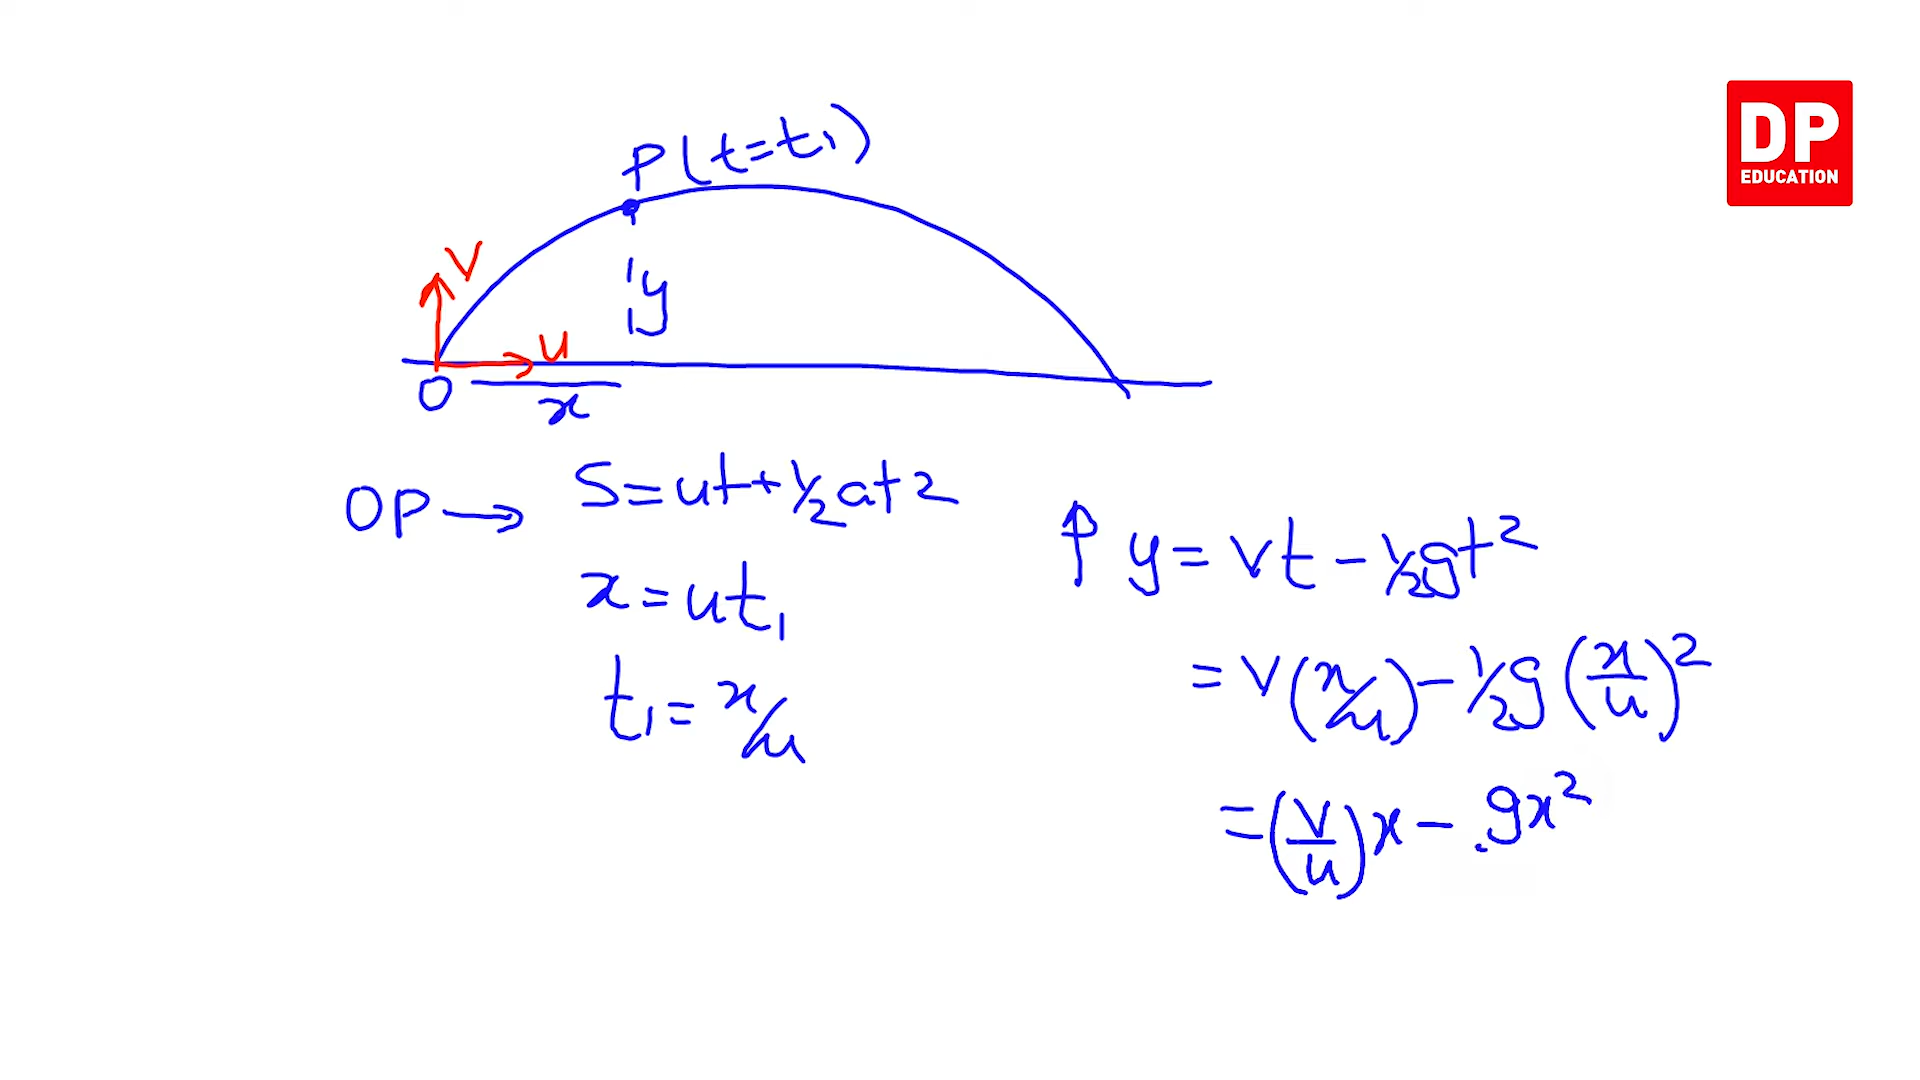 DP
EDUCATION
P(t=t₁)
V
y
u
O
x
OP → S=ut+½at2
x=ut₁
t₁=x/u
↑ y=vt-½gt²
=v(x/u)-½g(x/u)²
=(v/u)x-gx²